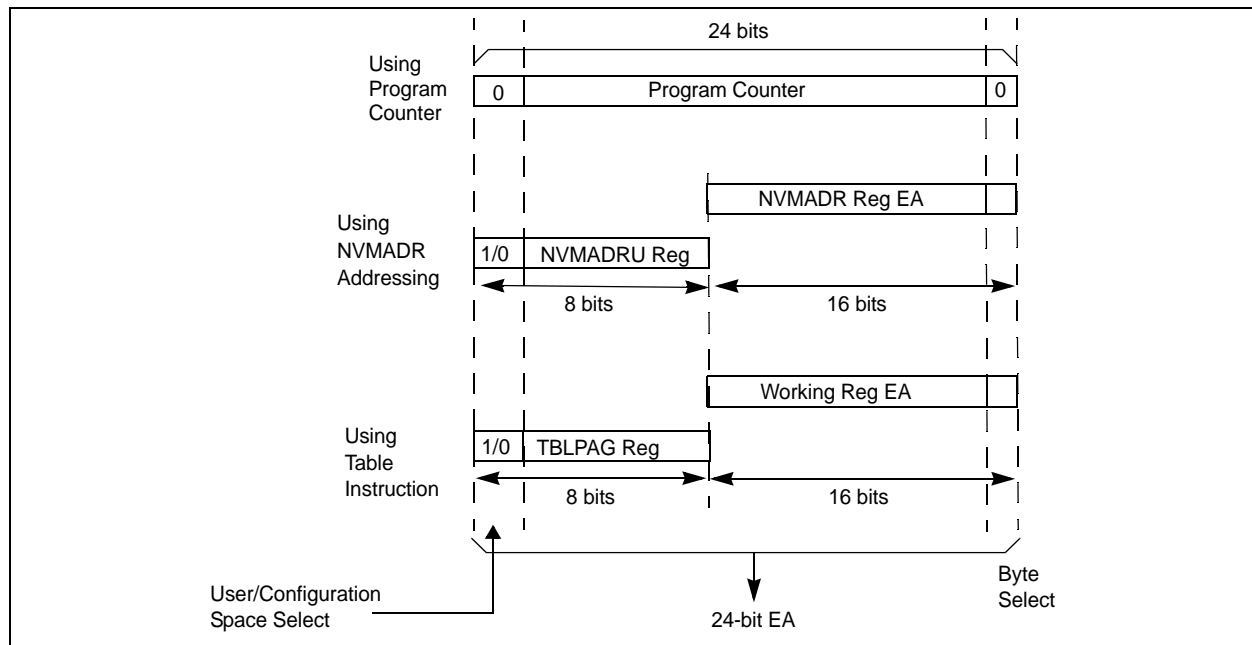 24 bits
Using
Program
Counter
0
Program Counter
0
NVMADR Reg EA
Using
NVMADR
Addressing
1/0
NVMADRU Reg
8 bits
16 bits
Working Reg EA
Using
Table
Instruction
1/0
TBLPAG Reg
8 bits
16 bits
User/Configuration
Space Select
24-bit EA
Byte
Select